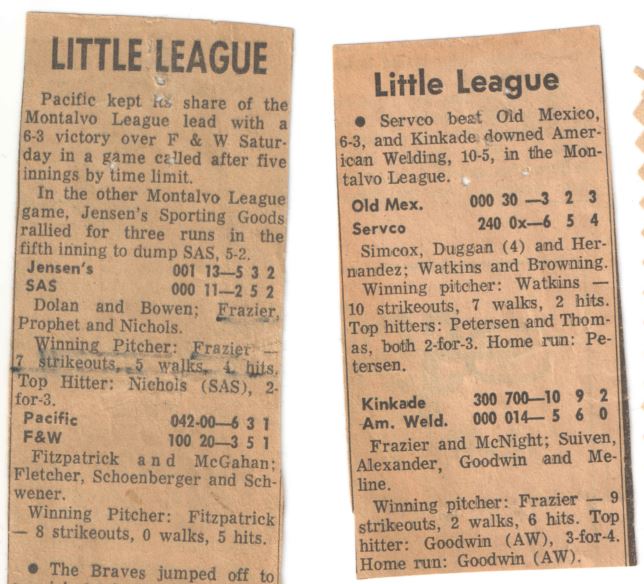 LITTLE LEAGUE
Pacific kept its share of the
Montalvo League lead with a
6-3 victory over F & W Satur-
day in a game called after five
innings by time limit.
In the other Montalvo League
game, Jensen's Sporting Goods
rallied for three runs in the
fifth inning to dump SAS, 5-2.
Jensen's 001 13—5 3 2
SAS 000 11—2 5 2
Dolan and Bowen; Frazier,
Prophet and Nichols.
Winning Pitcher: Frazier —
7 strikeouts, 5 walks, 4 hits.
Top Hitter: Nichols (SAS), 2-
for-3.
Pacific 042-00—6 3 1
F&W 100 20—3 5 1
Fitzpatrick and McGahan;
Fletcher, Schoenberger and Sch-
wener.
Winning Pitcher: Fitzpatrick
— 8 strikeouts, 0 walks, 5 hits.
• The Braves jumped off to
Little League
• Servco beat Old Mexico,
6-3, and Kinkade downed Amer-
ican Welding, 10-5, in the Mon-
talvo League.
Old Mex. 000 30 —3 2 3
Servco 240 0x—6 5 4
Simcox, Duggan (4) and Her-
nandez; Watkins and Browning.
Winning pitcher: Watkins —
10 strikeouts, 7 walks, 2 hits.
Top hitters: Petersen and Thom-
as, both 2-for-3. Home run: Pe-
tersen.
Kinkade 300 700—10 9 2
Am. Weld. 000 014— 5 6 0
Frazier and McNight; Suiven,
Alexander, Goodwin and Me-
line.
Winning pitcher: Frazier — 9
strikeouts, 2 walks, 6 hits. Top
hitter: Goodwin (AW), 3-for-4.
Home run: Goodwin (AW).